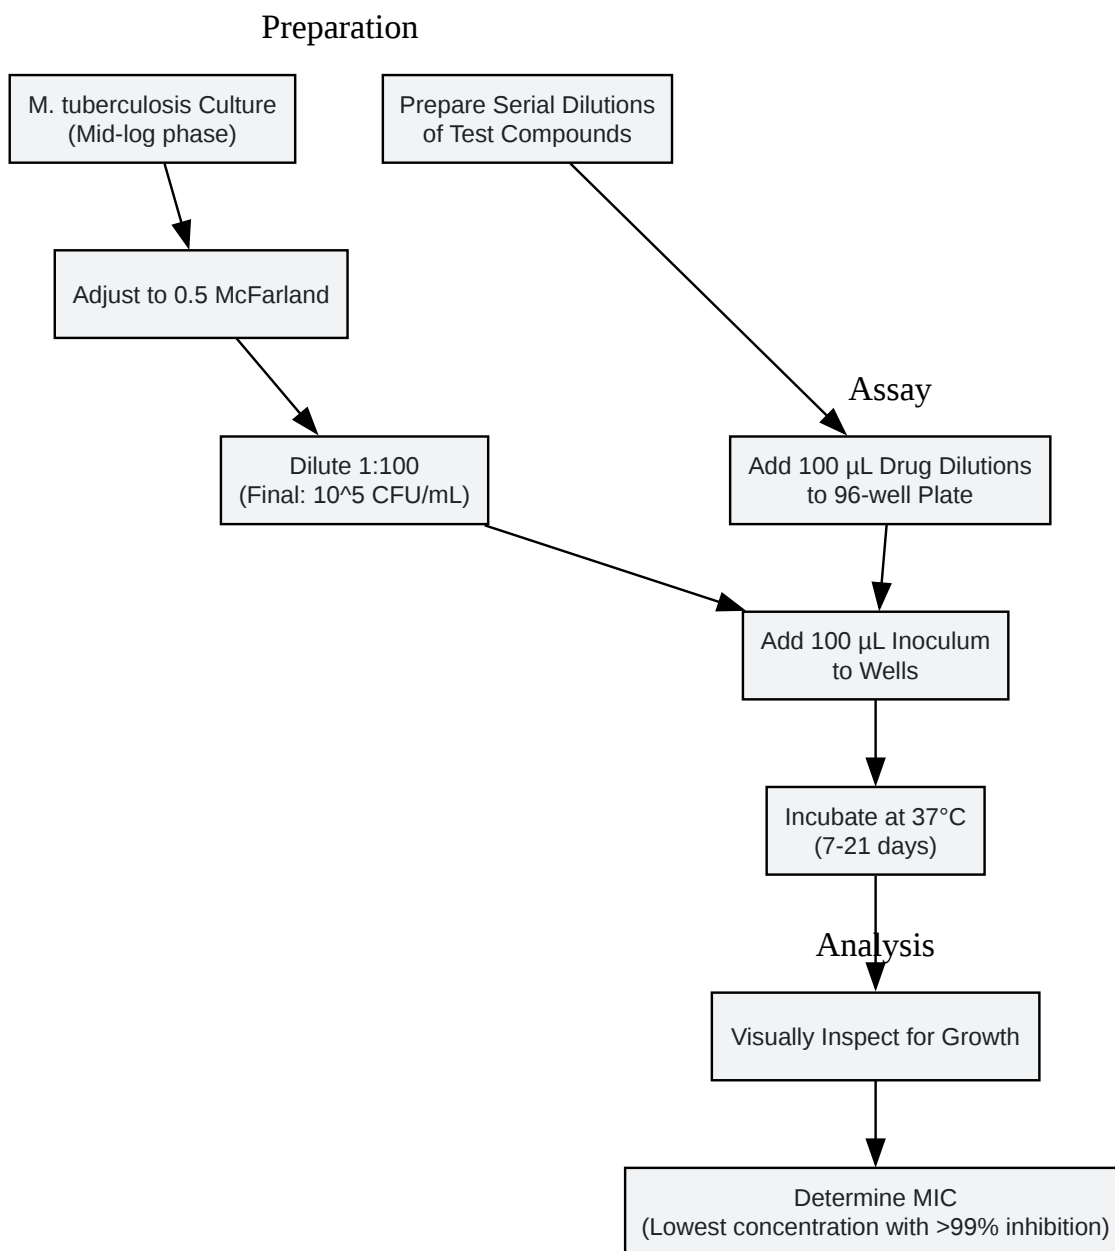 Preparation
M. tuberculosis Culture
(Mid-log phase)
Prepare Serial Dilutions
of Test Compounds
Adjust to 0.5 McFarland
Assay
Dilute 1:100
(Final: 10^5 CFU/mL)
Add 100 µL Drug Dilutions
to 96-well Plate
Add 100 µL Inoculum
to Wells
Incubate at 37°C
(7-21 days)
Analysis
Visually Inspect for Growth
Determine MIC
(Lowest concentration with >99% inhibition)